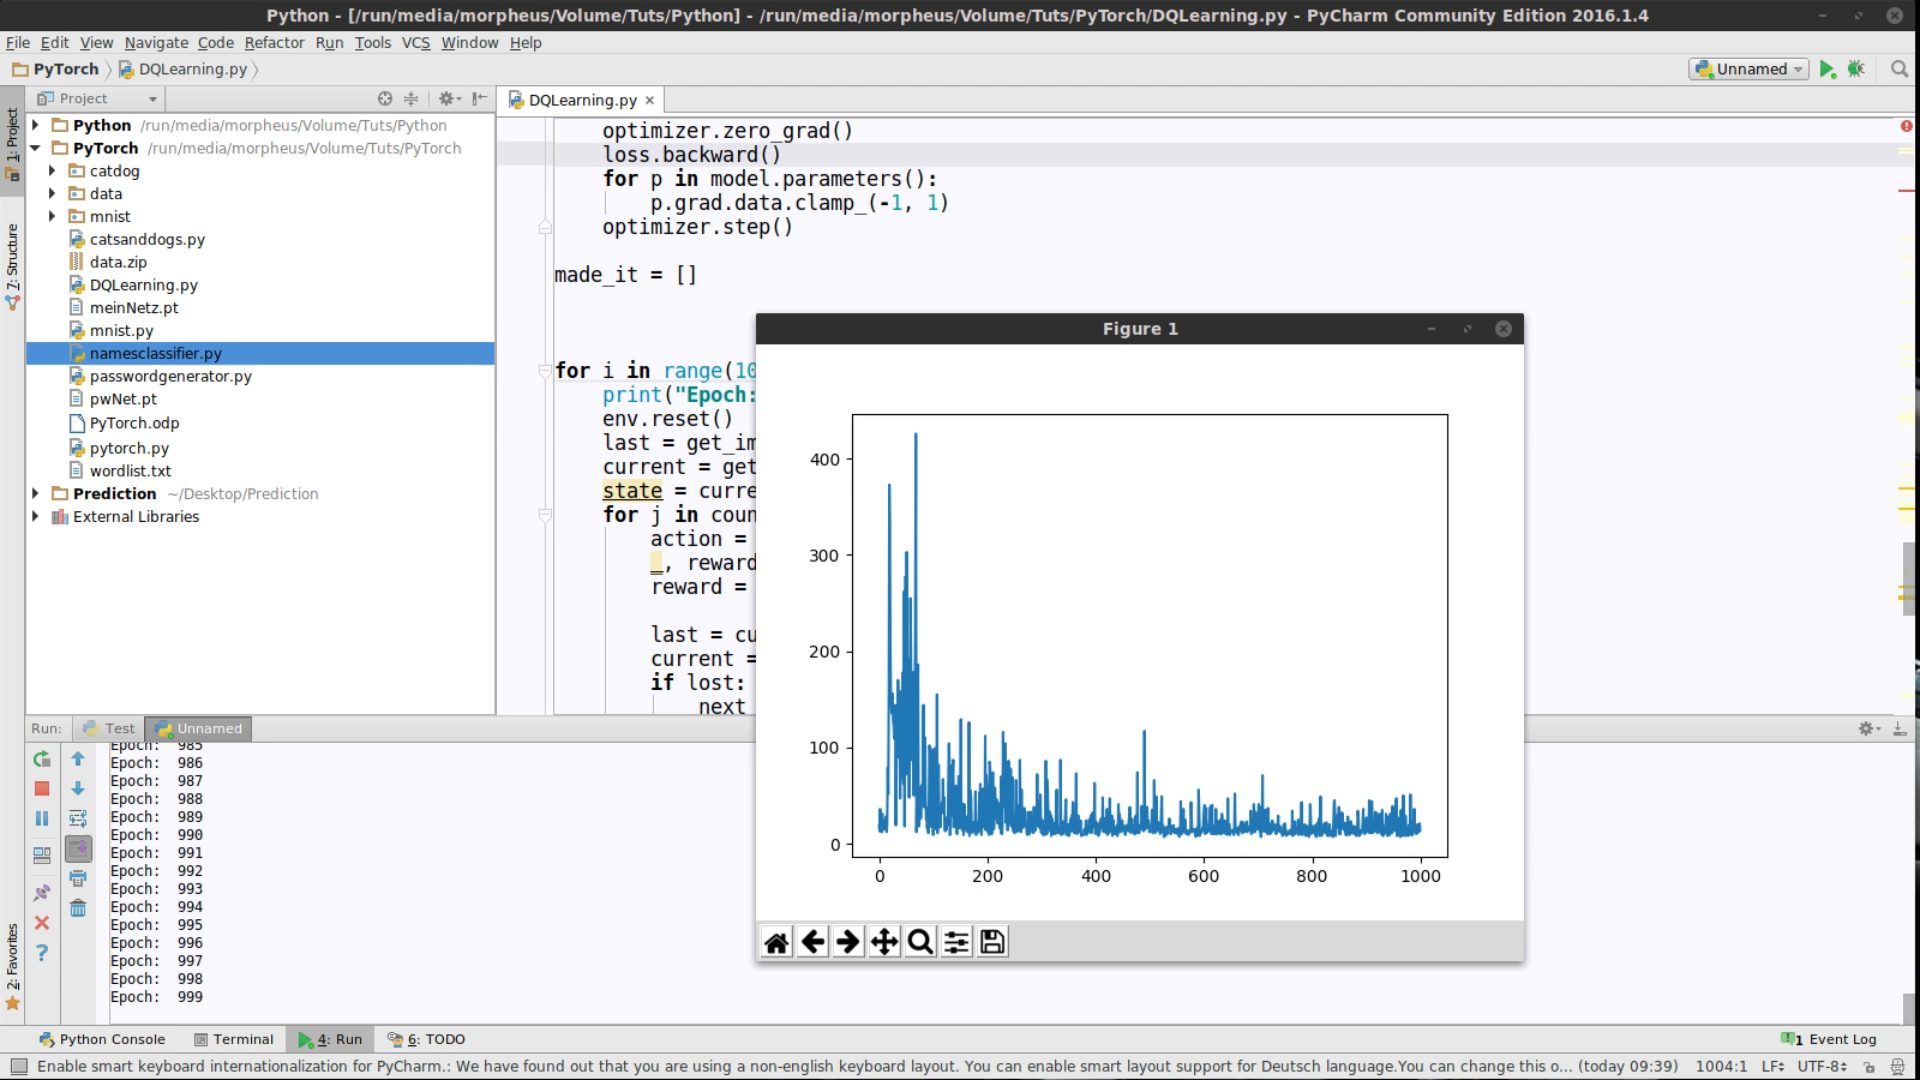 Python - [/run/media/morpheus/Volume/Tuts/Python] - /run/media/morpheus/Volume/Tuts/PyTorch/DQLearning.py - PyCharm Community Edition 2016.1.4
File Edit View Navigate Code Refactor Run Tools VCS Window Help
PyTorch DQLearning.py
Unnamed
Project
DQLearning.py
1: Project
7: Structure
2: Favorites
Python /run/media/morpheus/Volume/Tuts/Python
PyTorch /run/media/morpheus/Volume/Tuts/PyTorch
catdog
data
mnist
catsanddogs.py
data.zip
DQLearning.py
meinNetz.pt
mnist.py
namesclassifier.py
passwordgenerator.py
pwNet.pt
PyTorch.odp
pytorch.py
wordlist.txt
Prediction ~/Desktop/Prediction
External Libraries
optimizer.zero_grad()
loss.backward()
for p in model.parameters():
p.grad.data.clamp_(-1, 1)
optimizer.step()
made_it = []
for i in range(10
print("Epoch:
env.reset()
last = get_im
current = get
state = curre
for j in coun
action =
_, reward
reward =
last = cu
current =
if lost:
next
Figure 1
400
300
200
100
0
0 200 400 600 800 1000
Run: Test Unnamed
Epoch: 985
Epoch: 986
Epoch: 987
Epoch: 988
Epoch: 989
Epoch: 990
Epoch: 991
Epoch: 992
Epoch: 993
Epoch: 994
Epoch: 995
Epoch: 996
Epoch: 997
Epoch: 998
Epoch: 999
Python Console Terminal 4: Run 6: TODO
1 Event Log
Enable smart keyboard internationalization for PyCharm.: We have found out that you are using a non-english keyboard layout. You can enable smart layout support for Deutsch language.You can change this o... (today 09:39) 1004:1 LF UTF-8